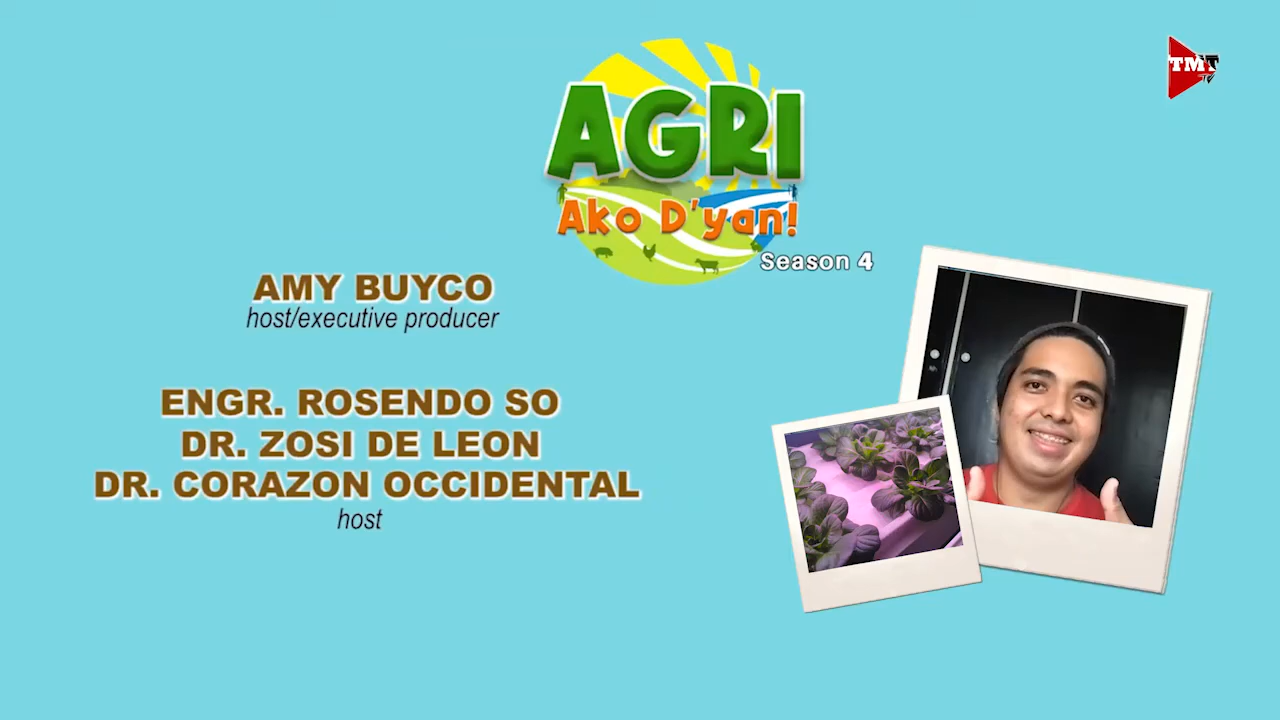 TMT
TV
AGRI
Ako D'yan!
Season 4
AMY BUYCO
host/executive producer
ENGR. ROSENDO SO
DR. ZOSI DE LEON
DR. CORAZON OCCIDENTAL
host